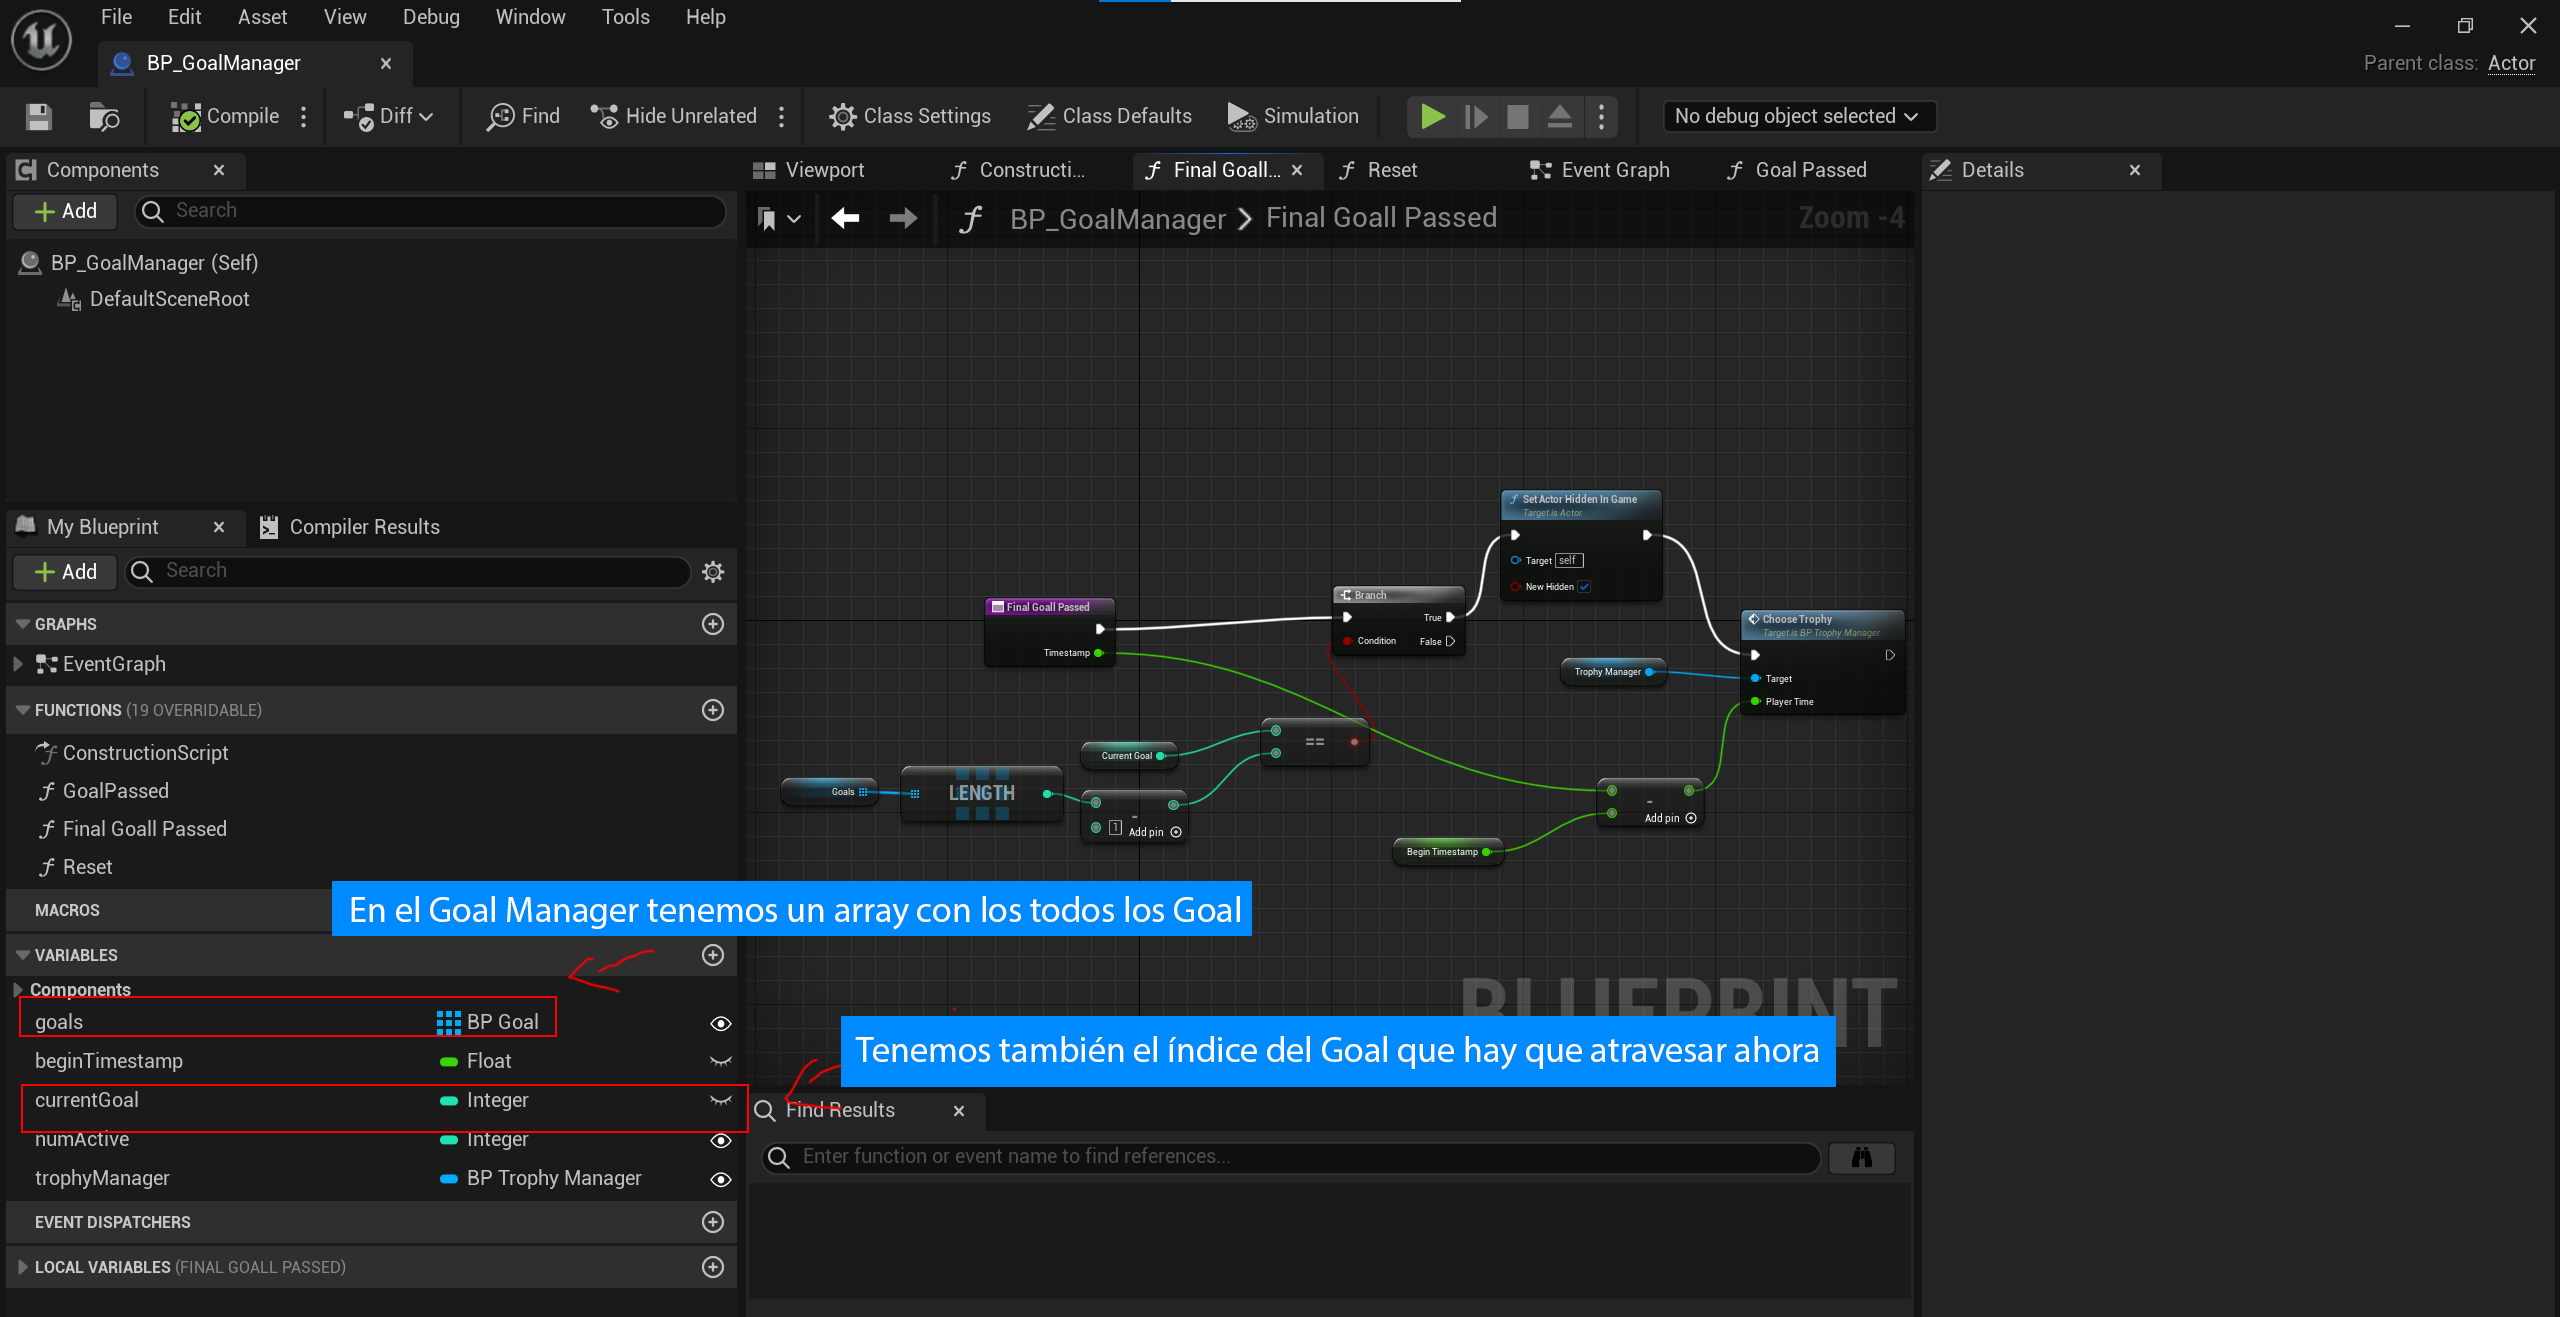 File Edit Asset View Debug Window Tools Help
BP_GoalManager
Parent class: Actor
Compile Diff Find Hide Unrelated Class Settings Class Defaults Simulation No debug object selected
Components
Viewport Constructi... Final Goall... Reset Event Graph Goal Passed
Details
Add Search
BP_GoalManager > Final Goall Passed
Zoom -4
BP_GoalManager (Self)
DefaultSceneRoot
My Blueprint
Compiler Results
Add Search
GRAPHS
EventGraph
FUNCTIONS (19 OVERRIDABLE)
ConstructionScript
GoalPassed
Final Goall Passed
Reset
MACROS
VARIABLES
Components
goals BP Goal
beginTimestamp Float
currentGoal Integer
numActive Integer
trophyManager BP Trophy Manager
EVENT DISPATCHERS
LOCAL VARIABLES (FINAL GOALL PASSED)
Set Actor Hidden In Game
Target is Actor
Target self
New Hidden
Final Goall Passed
Timestamp
Branch
True
Condition False
Choose Trophy
Target is BP Trophy Manager
Target
Player Time
Trophy Manager
Current Goal
==
Goals
LENGTH
-
1 Add pin
-
Add pin
Begin Timestamp
En el Goal Manager tenemos un array con los todos los Goal
BLUEPRINT
Tenemos también el índice del Goal que hay que atravesar ahora
Find Results
Enter function or event name to find references...